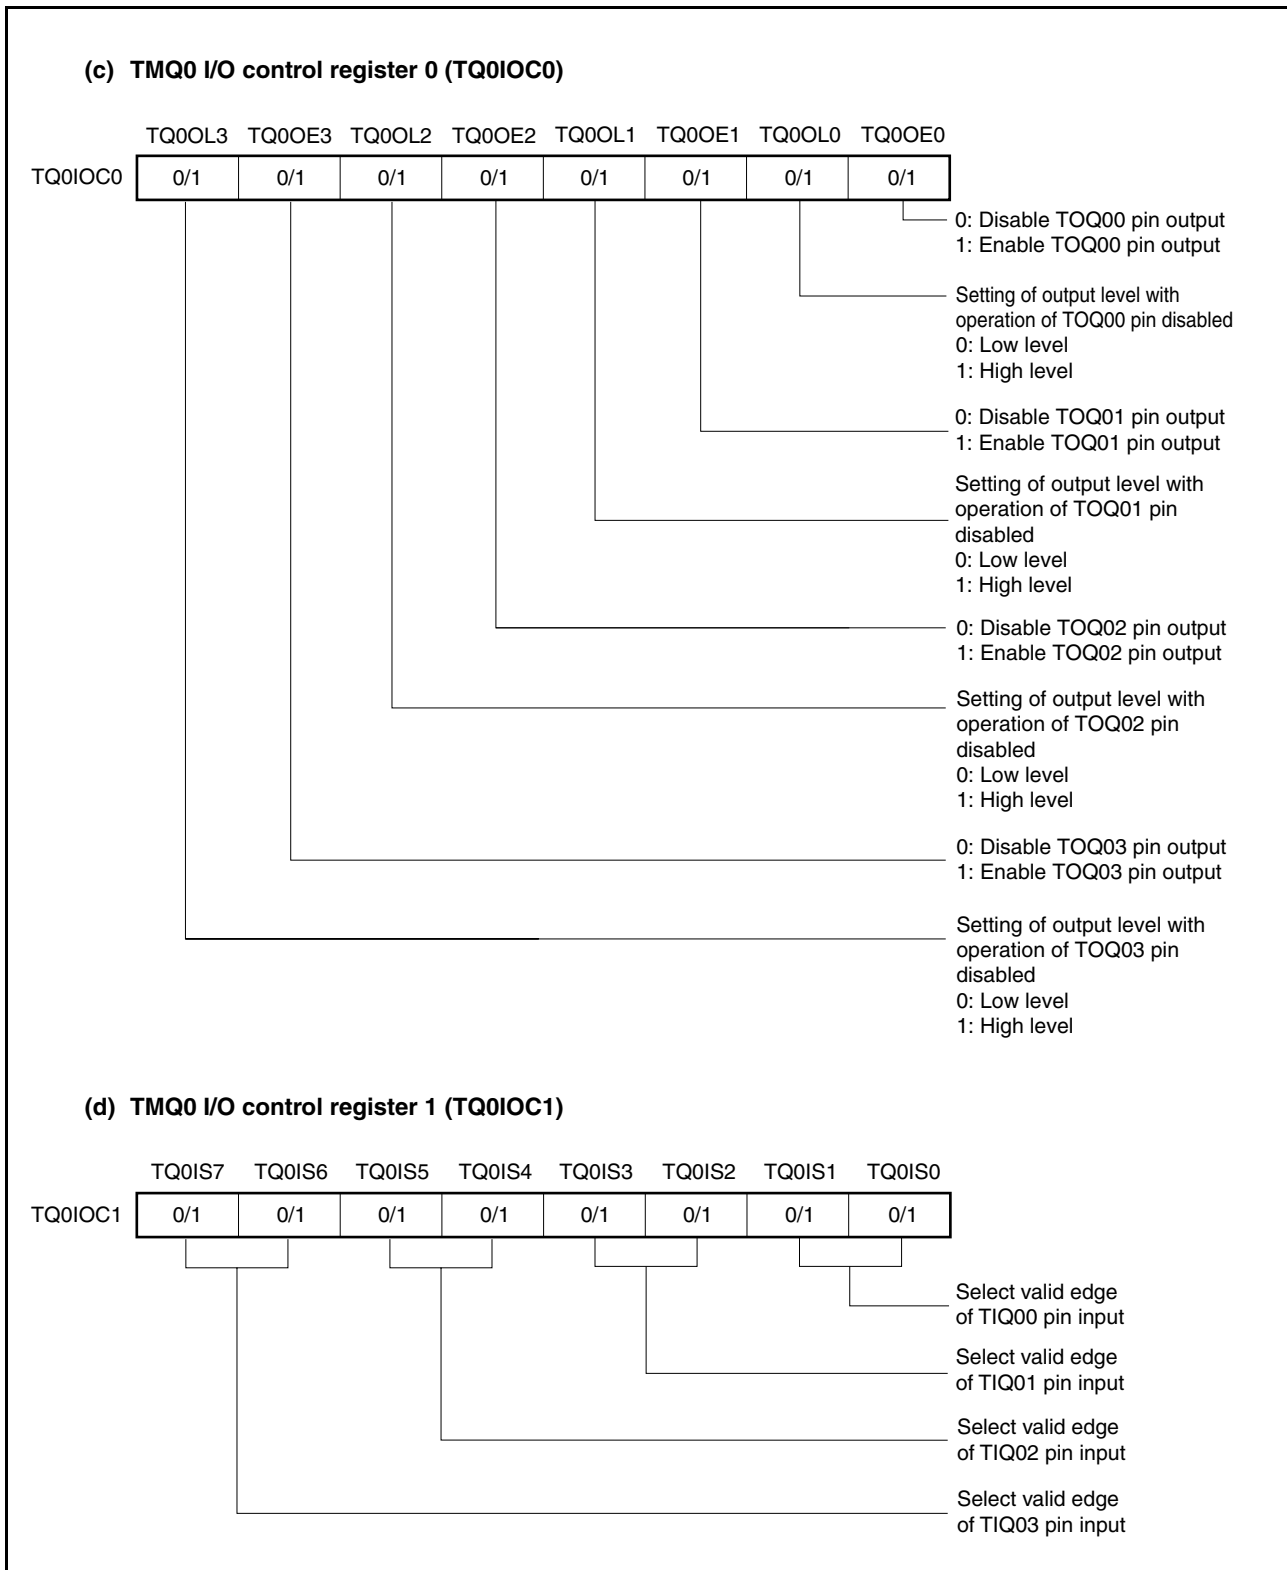 (c) TMQ0 I/O control register 0 (TQ0IOC0)
TQ0OL3 TQ0OE3 TQ0OL2 TQ0OE2 TQ0OL1 TQ0OE1 TQ0OL0 TQ0OE0
TQ0IOC0 0/1 0/1 0/1 0/1 0/1 0/1 0/1 0/1
0: Disable TOQ00 pin output
1: Enable TOQ00 pin output
Setting of output level with
operation of TOQ00 pin disabled
0: Low level
1: High level
0: Disable TOQ01 pin output
1: Enable TOQ01 pin output
Setting of output level with
operation of TOQ01 pin
disabled
0: Low level
1: High level
0: Disable TOQ02 pin output
1: Enable TOQ02 pin output
Setting of output level with
operation of TOQ02 pin
disabled
0: Low level
1: High level
0: Disable TOQ03 pin output
1: Enable TOQ03 pin output
Setting of output level with
operation of TOQ03 pin
disabled
0: Low level
1: High level
(d) TMQ0 I/O control register 1 (TQ0IOC1)
TQ0IS7 TQ0IS6 TQ0IS5 TQ0IS4 TQ0IS3 TQ0IS2 TQ0IS1 TQ0IS0
TQ0IOC1 0/1 0/1 0/1 0/1 0/1 0/1 0/1 0/1
Select valid edge
of TIQ00 pin input
Select valid edge
of TIQ01 pin input
Select valid edge
of TIQ02 pin input
Select valid edge
of TIQ03 pin input